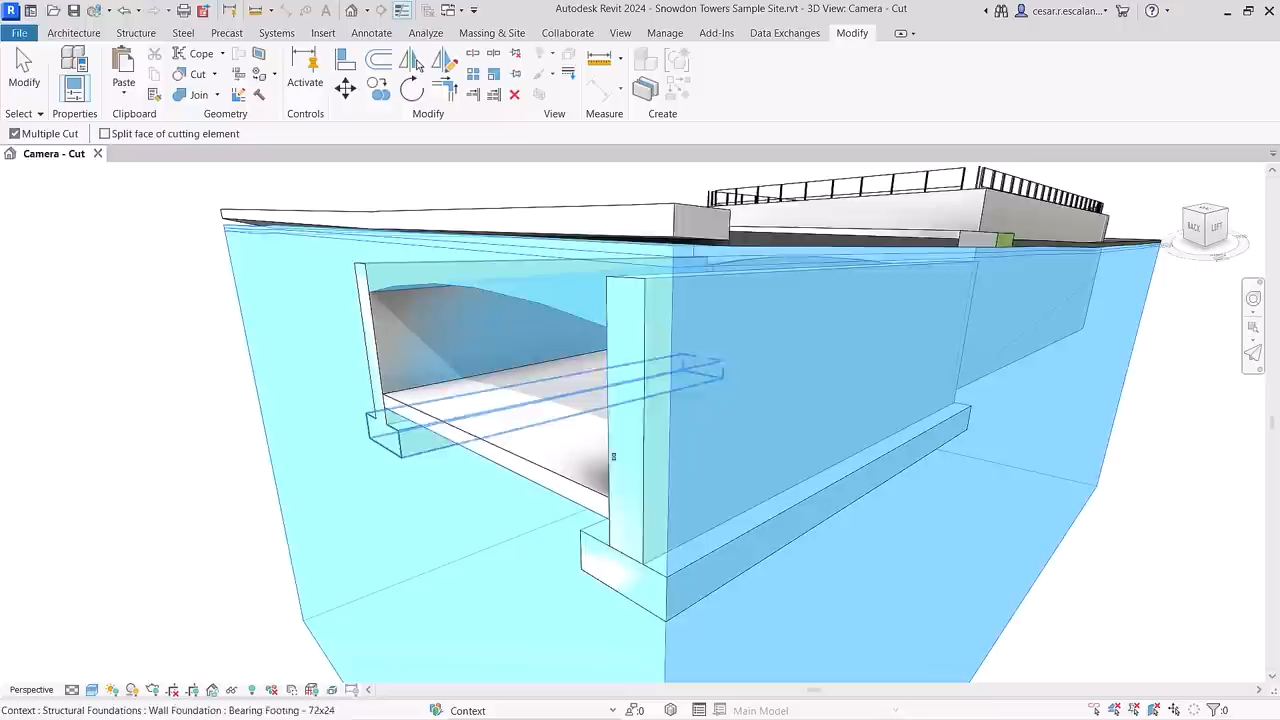 Autodesk Revit 2024 - Snowdon Towers Sample Site.rvt - 3D View: Camera - Cut
cesar.r.escalan...
File Architecture Structure Steel Precast Systems Insert Annotate Analyze Massing & Site Collaborate View Manage Add-Ins Data Exchanges Modify
Cope
Cut
Join
Modify
Paste
Activate
Select Properties Clipboard Geometry Controls Modify View Measure Create
Multiple Cut Split face of cutting element
Camera - Cut
BACK LEFT
Perspective
Context : Structural Foundations : Wall Foundation : Bearing Footing - 72x24
Context
:0
Main Model
:0